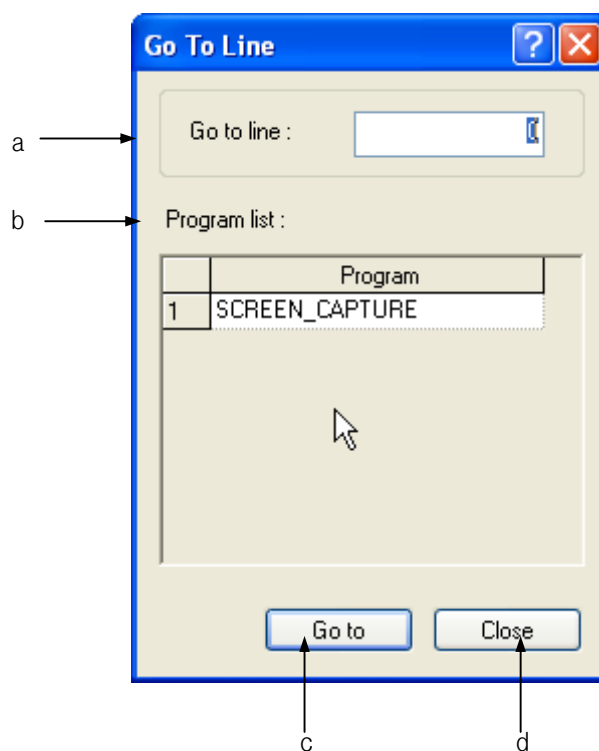 Go To Line
a
Go to line :
0
b
Program list :
Program
1 SCREEN_CAPTURE
Go to Close
c d